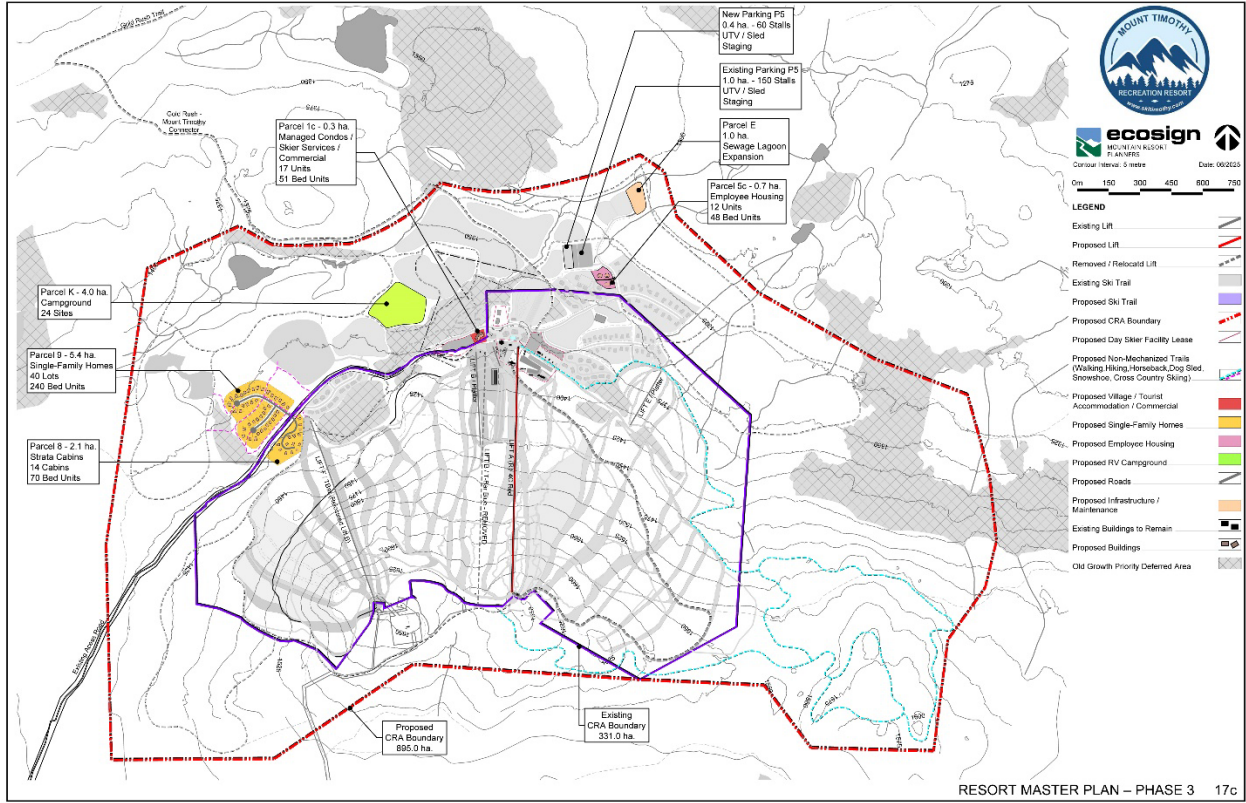 New Parking P5
0.4 ha. - 60 Stalls
UTV / Sled
Staging
Existing Parking P5
1.0 ha. - 150 Stalls
UTV / Sled
Staging
Parcel E
1.0 ha.
Sewage Lagoon
Expansion
Parcel 5c - 0.7 ha.
Employee Housing
12 Units
48 Bed Units
Parcel 1c - 0.3 ha.
Managed Condos /
Skier Services /
Commercial
17 Units
51 Bed Units
Gold Rush Trail
Gold Rush -
Mount Timothy
Connector
Parcel K - 4.0 ha.
Campground
24 Sites
Parcel 9 - 5.4 ha.
Single-Family Homes
40 Lots
240 Bed Units
Parcel 8 - 2.1 ha.
Strata Cabins
14 Cabins
70 Bed Units
Existing Access Road
Proposed
CRA Boundary
895.0 ha.
Existing
CRA Boundary
331.0 ha.
MOUNT TIMOTHY
RECREATION RESORT
www.skitimothy.com
ecosign
MOUNTAIN RESORT
PLANNERS
Contour Interval: 5 metre
Date: 06/2025
0m 150 300 450 600 750
LEGEND
Existing Lift
Proposed Lift
Removed / Relocatd Lift
Existing Ski Trail
Proposed Ski Trail
Proposed CRA Boundary
Proposed Day Skier Facility Lease
Proposed Non-Mechanized Trails
(Walking,Hiking,Horseback,Dog Sled,
Snowshoe, Cross Country Skiing)
Proposed Village / Tourist
Accommodation / Commercial
Proposed Single-Family Homes
Proposed Employee Housing
Proposed RV Campground
Proposed Roads
Proposed Infrastructure /
Maintenance
Existing Buildings to Remain
Proposed Buildings
Old Growth Priority Deferred Area
RESORT MASTER PLAN – PHASE 3 17c